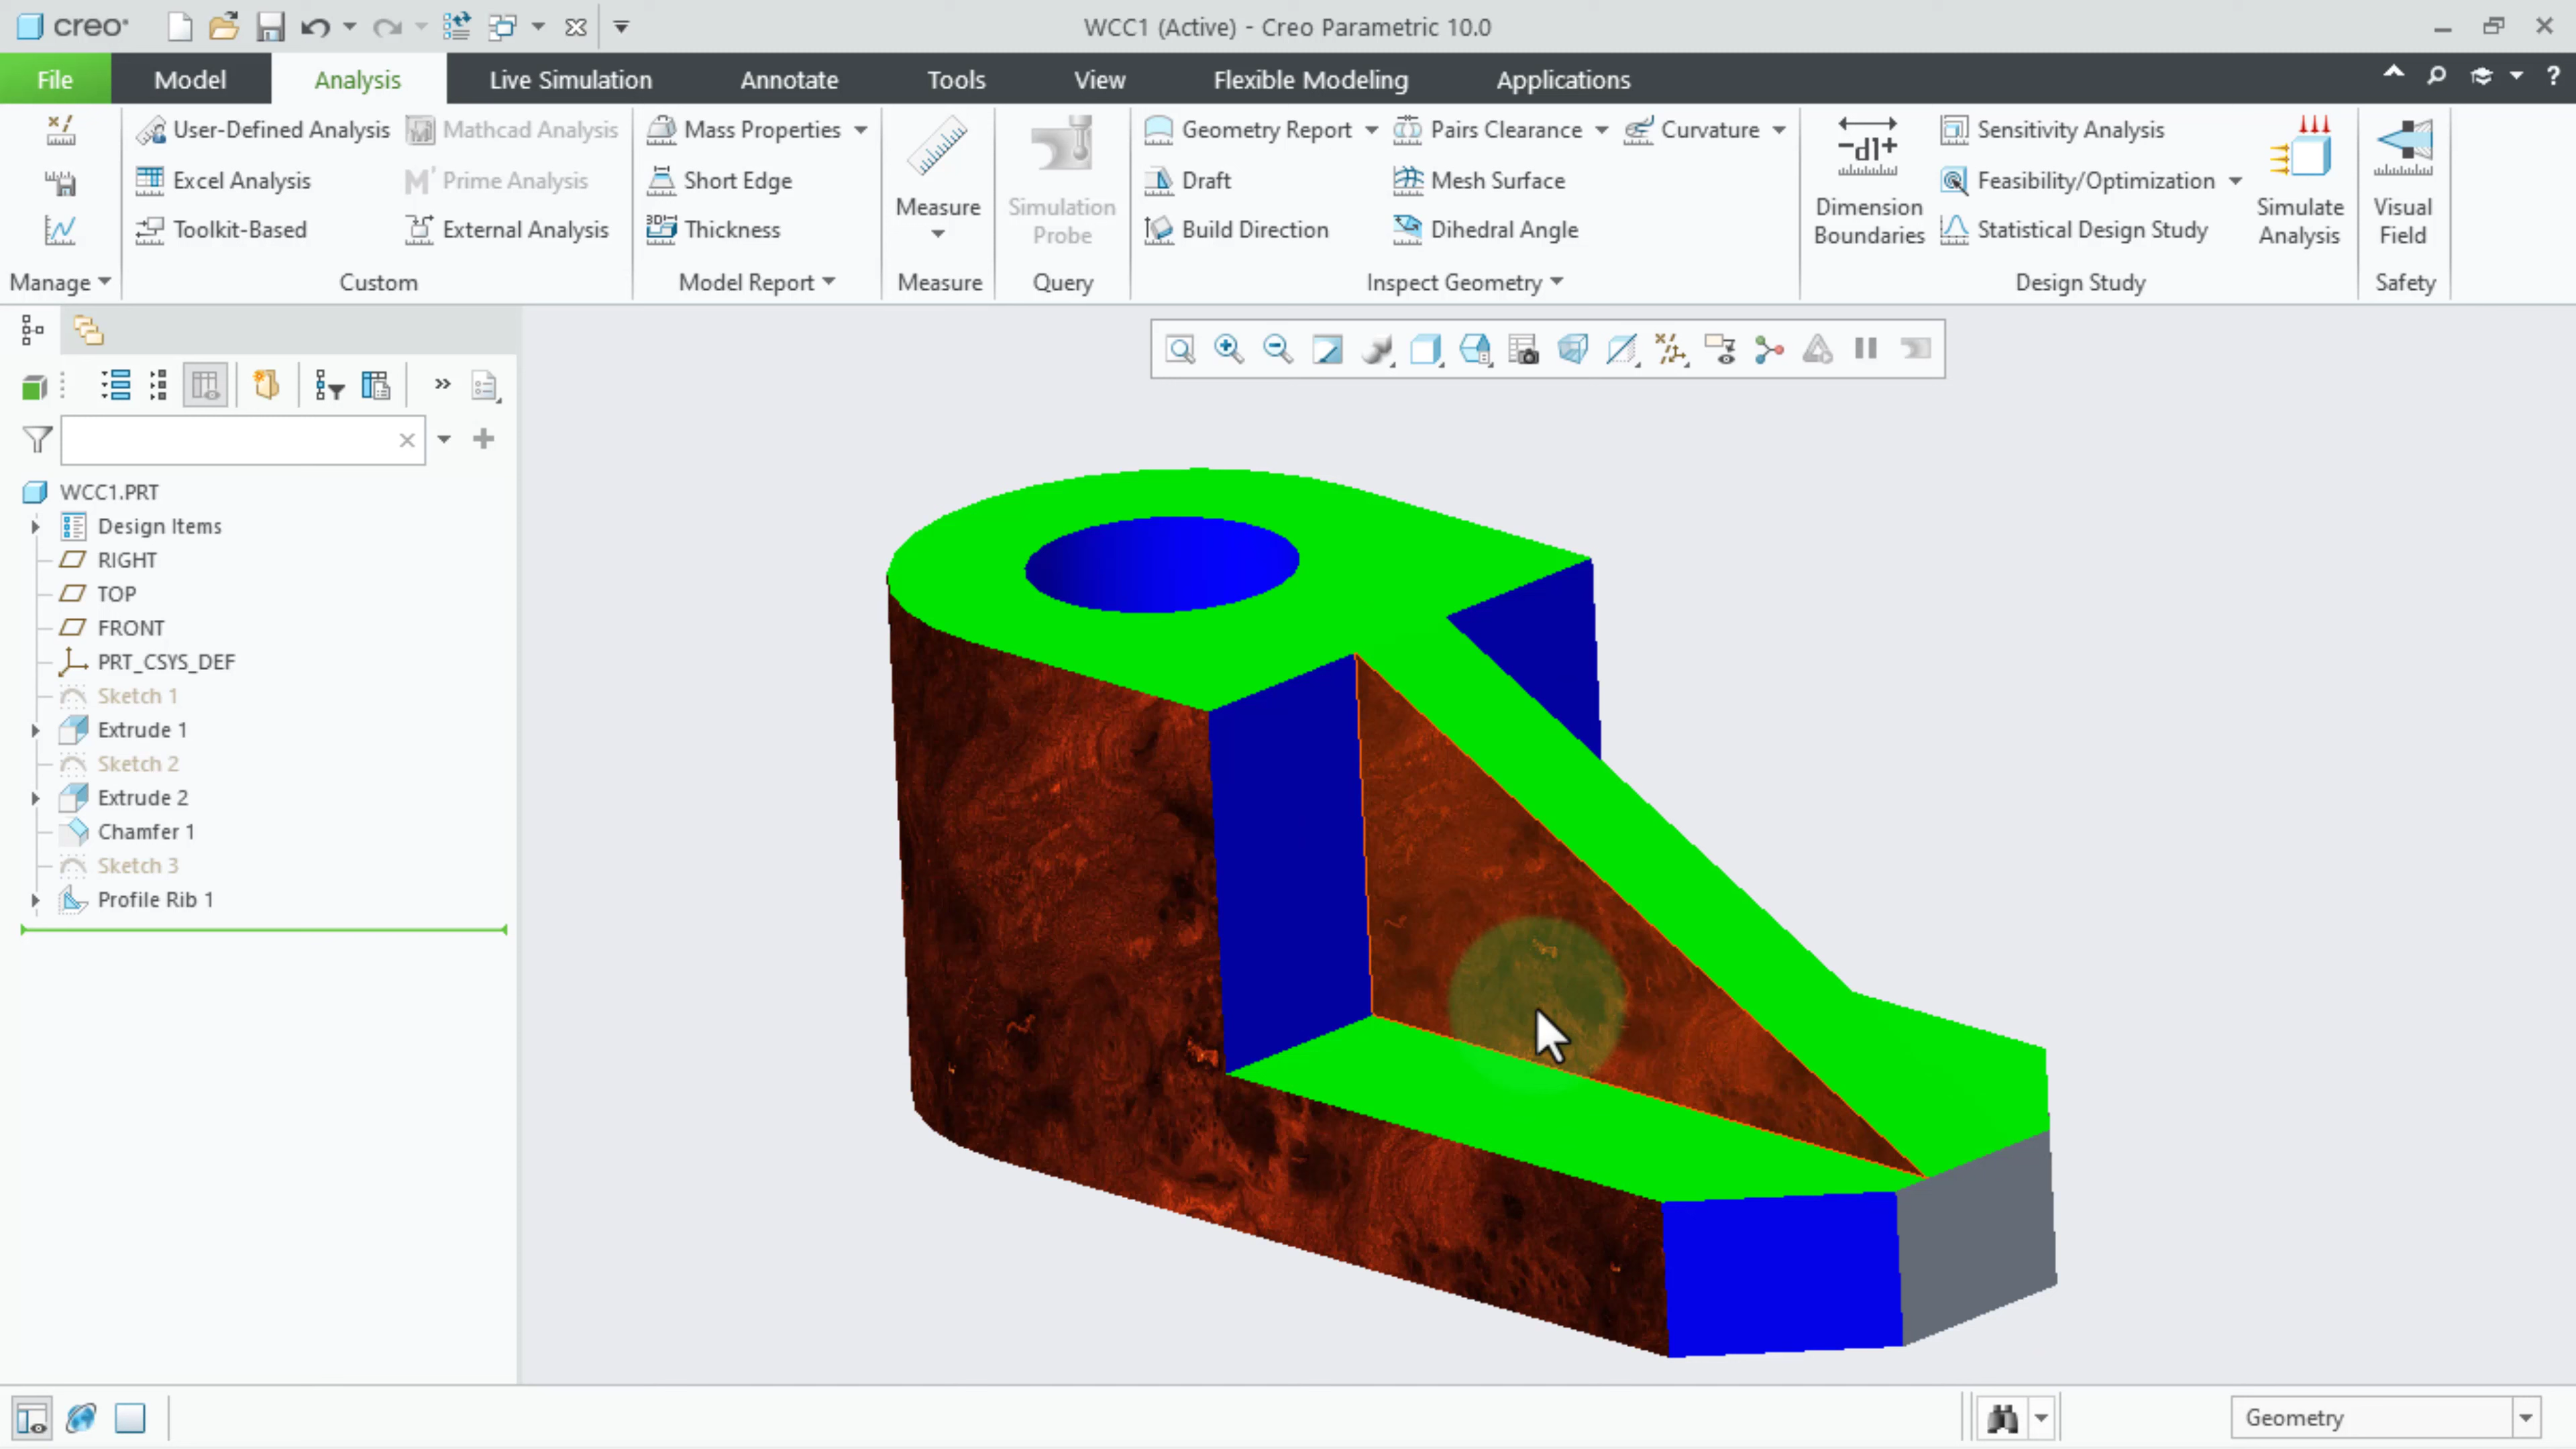 creo
WCC1 (Active) - Creo Parametric 10.0
File Model Analysis Live Simulation Annotate Tools View Flexible Modeling Applications ?
User-Defined Analysis
Excel Analysis
Toolkit-Based
Mathcad Analysis
Prime Analysis
External Analysis
Mass Properties
Short Edge
Thickness
Measure
Simulation
Probe
Geometry Report
Draft
Build Direction
Pairs Clearance
Mesh Surface
Dihedral Angle
Curvature
Dimension
Boundaries
Sensitivity Analysis
Feasibility/Optimization
Statistical Design Study
Simulate
Analysis
Visual
Field
Manage Custom Model Report Measure Query Inspect Geometry Design Study Safety
WCC1.PRT
Design Items
RIGHT
TOP
FRONT
PRT_CSYS_DEF
Sketch 1
Extrude 1
Sketch 2
Extrude 2
Chamfer 1
Sketch 3
Profile Rib 1
Geometry